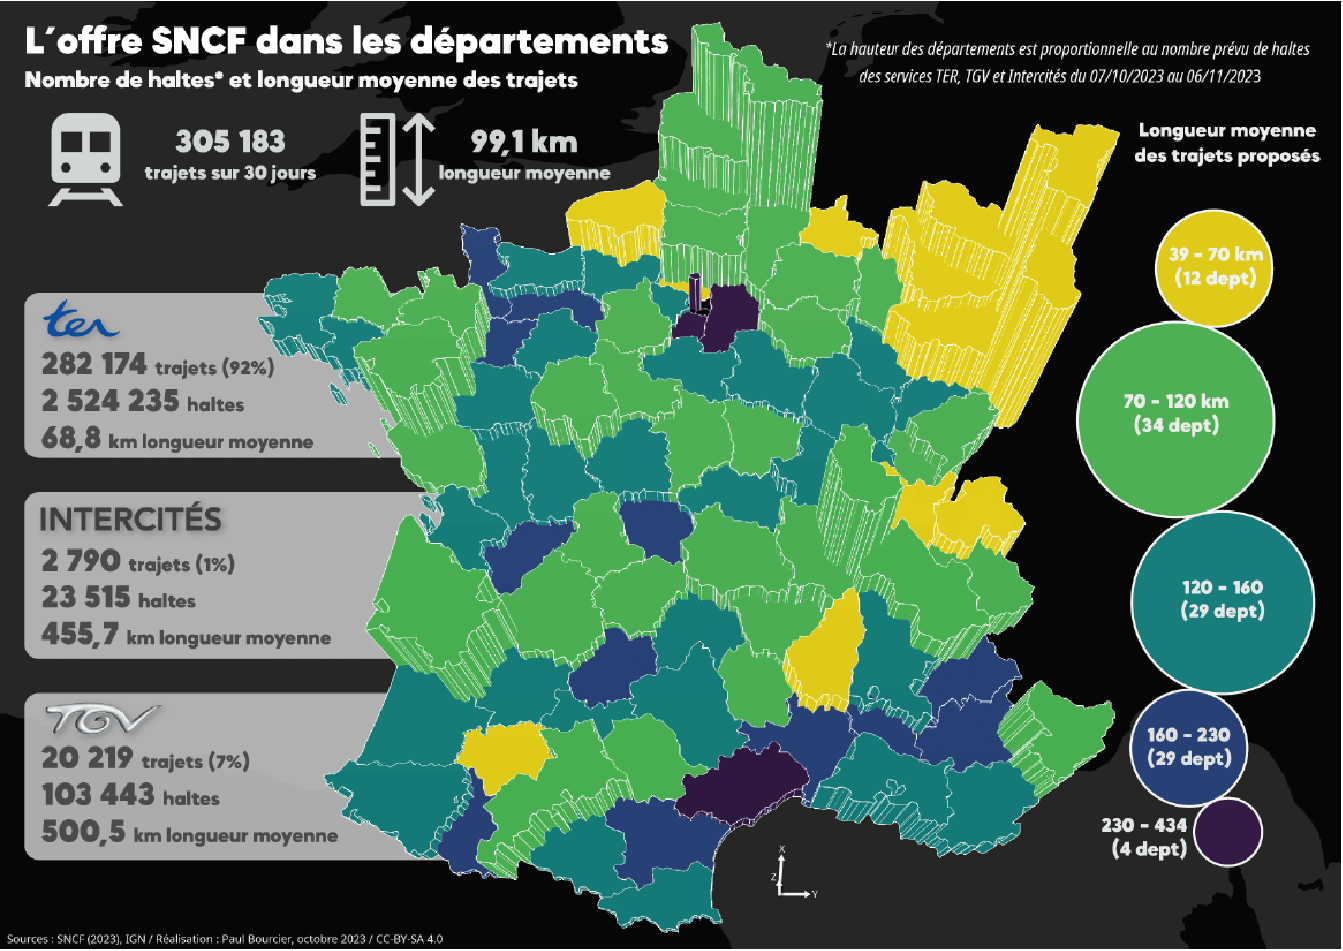 L´offre SNCF dans les départements
Nombre de haltes* et longueur moyenne des trajets
*La hauteur des départements est proportionnelle au nombre prévu de haltes
des services TER, TGV et Intercités du 07/10/2023 au 06/11/2023
305 183
trajets sur 30 jours
99,1 km
longueur moyenne
Longueur moyenne
des trajets proposés
39 - 70 km
(12 dept)
70 - 120 km
(34 dept)
120 - 160
(29 dept)
160 - 230
(29 dept)
230 - 434
(4 dept)
ter
282 174 trajets (92%)
2 524 235 haltes
68,8 km longueur moyenne
INTERCITÉS
2 790 trajets (1%)
23 515 haltes
455,7 km longueur moyenne
TGV
20 219 trajets (7%)
103 443 haltes
500,5 km longueur moyenne
X
Z
Y
Sources : SNCF (2023), IGN / Réalisation : Paul Bourcier, octobre 2023 / CC-BY-SA 4.0